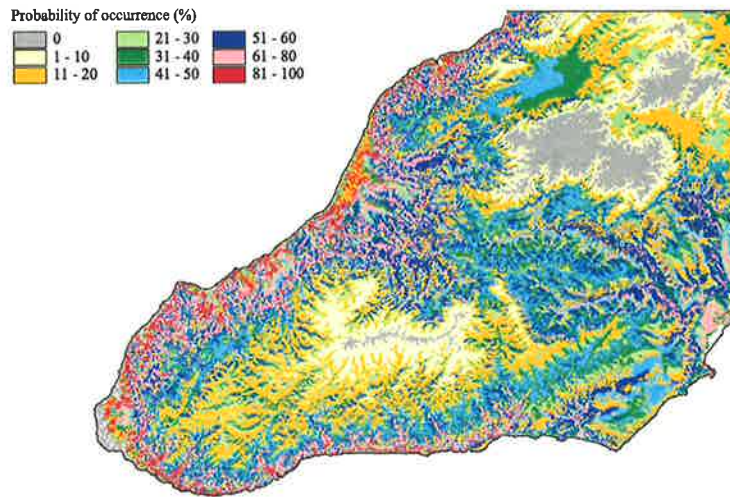 Probability of occurrence (%)
0 21 - 30 51 - 60
1 - 10 31 - 40 61 - 80
11 - 20 41 - 50 81 - 100